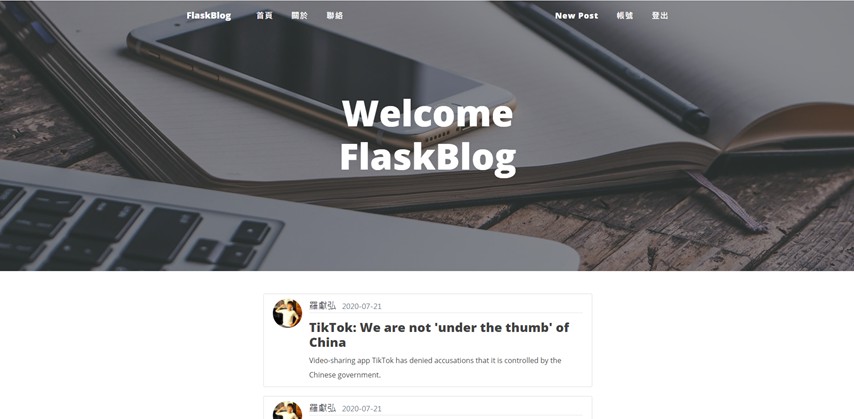 FlaskBlog 首頁 關於 聯絡 New Post 帳號 登出
Welcome
FlaskBlog
羅獻弘 2020-07-21
TikTok: We are not 'under the thumb' of
China
Video-sharing app TikTok has denied accusations that it is controlled by the
Chinese government.
羅獻弘 2020-07-21